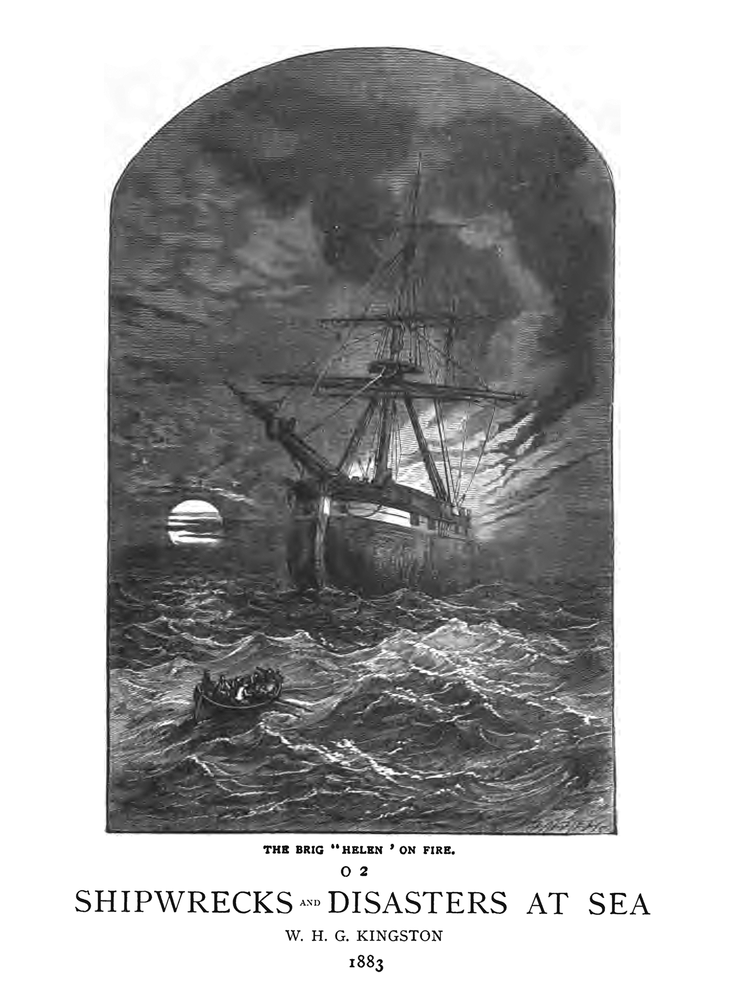 THE BRIG "HELEN ' ON FIRE.
O 2
SHIPWRECKS AND DISASTERS AT SEA
W. H. G. KINGSTON
1883